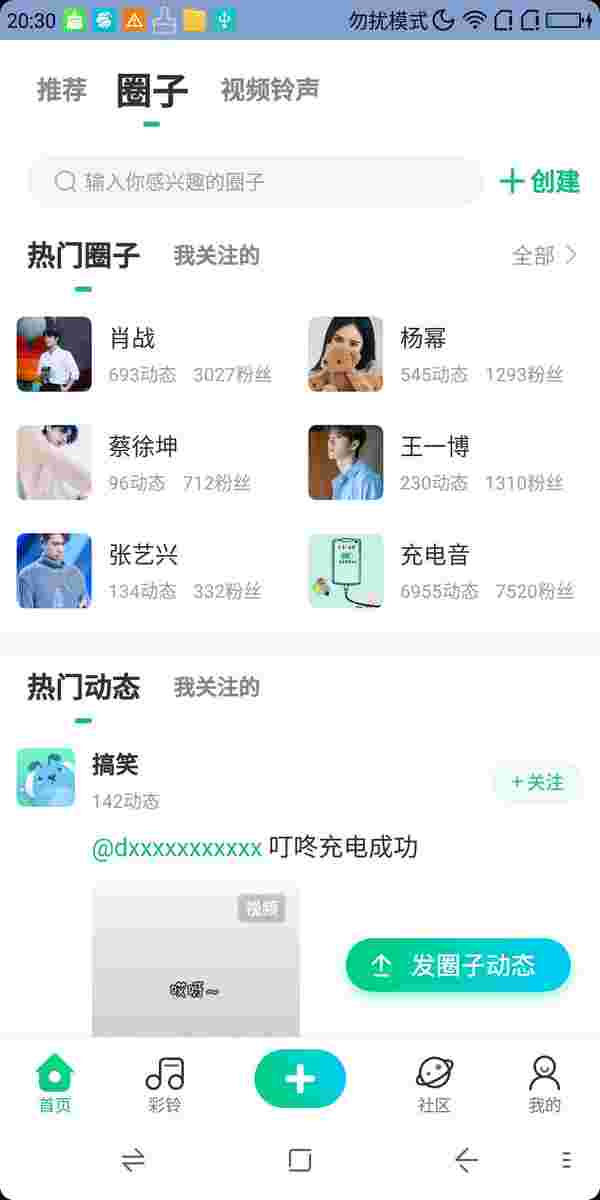 20:30 勿扰模式
推荐 圈子 视频铃声
输入你感兴趣的圈子 创建
热门圈子 我关注的 全部
肖战 杨幂
693动态 3027粉丝 545动态 1293粉丝
蔡徐坤 王一博
96动态 712粉丝 230动态 1310粉丝
张艺兴 充电音
134动态 332粉丝 6955动态 7520粉丝
热门动态 我关注的
搞笑
142动态 +关注
@dxxxxxxxxxxx 叮咚充电成功
视频
哎呀~
发圈子动态
首页 彩铃 社区 我的